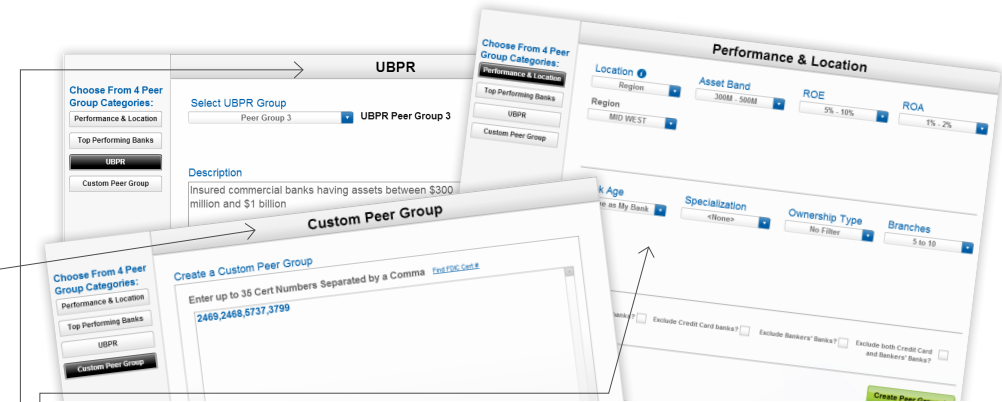 UBPR
Choose From 4 Peer
Group Categories:
Performance & Location
Top Performing Banks
UBPR
Custom Peer Group
Select UBPR Group
Peer Group 3
UBPR Peer Group 3
Description
Insured commercial banks having assets between $300
million and $1 billion
Performance & Location
Choose From 4 Peer
Group Categories:
Performance & Location
Top Performing Banks
UBPR
Custom Peer Group
Location
Region
Asset Band
300M - 500M
ROE
5% - 10%
ROA
1% - 2%
Region
MID WEST
Age
as My Bank
Specialization
<None>
Ownership Type
No Filter
Branches
5 to 10
banks?
Exclude Credit Card banks?
Exclude Bankers' Banks?
Exclude both Credit Card
and Bankers' Banks?
Create Peer
Custom Peer Group
Choose From 4 Peer
Group Categories:
Performance & Location
Top Performing Banks
UBPR
Custom Peer Group
Create a Custom Peer Group
Enter up to 35 Cert Numbers Separated by a Comma
Find FDIC Cert #
2469,2468,5737,3799